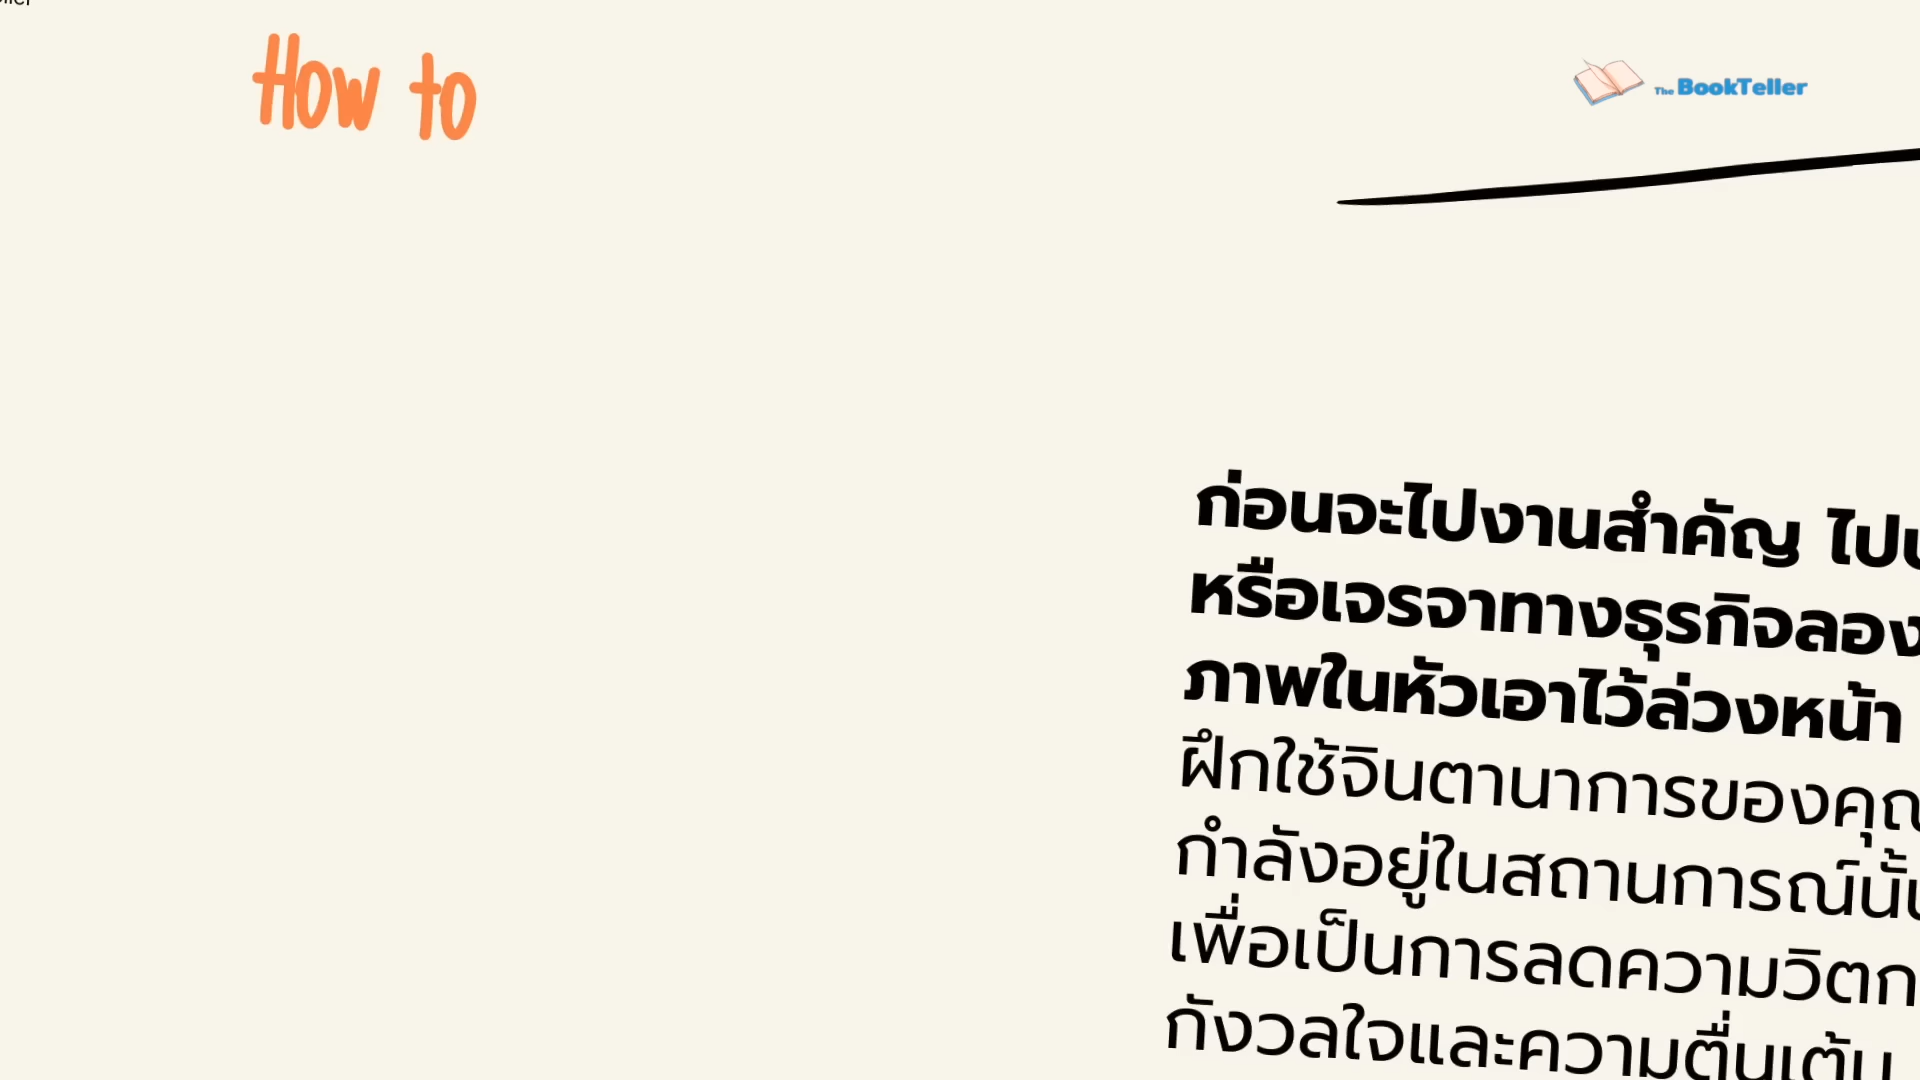 How to
The BookTeller
ก่อนจะไปงานสำคัญ
หรือเจรจาทางธุรกิจลอง
ภาพในหัวเอาไว้ล่วงหน้า
ฝึกใช้จินตานาการของคุณ
กำลังอยู่ในสถานการณ์นั้น
เพื่อเป็นการลดความวิตก
กังวลใจและความตื่นเต้น